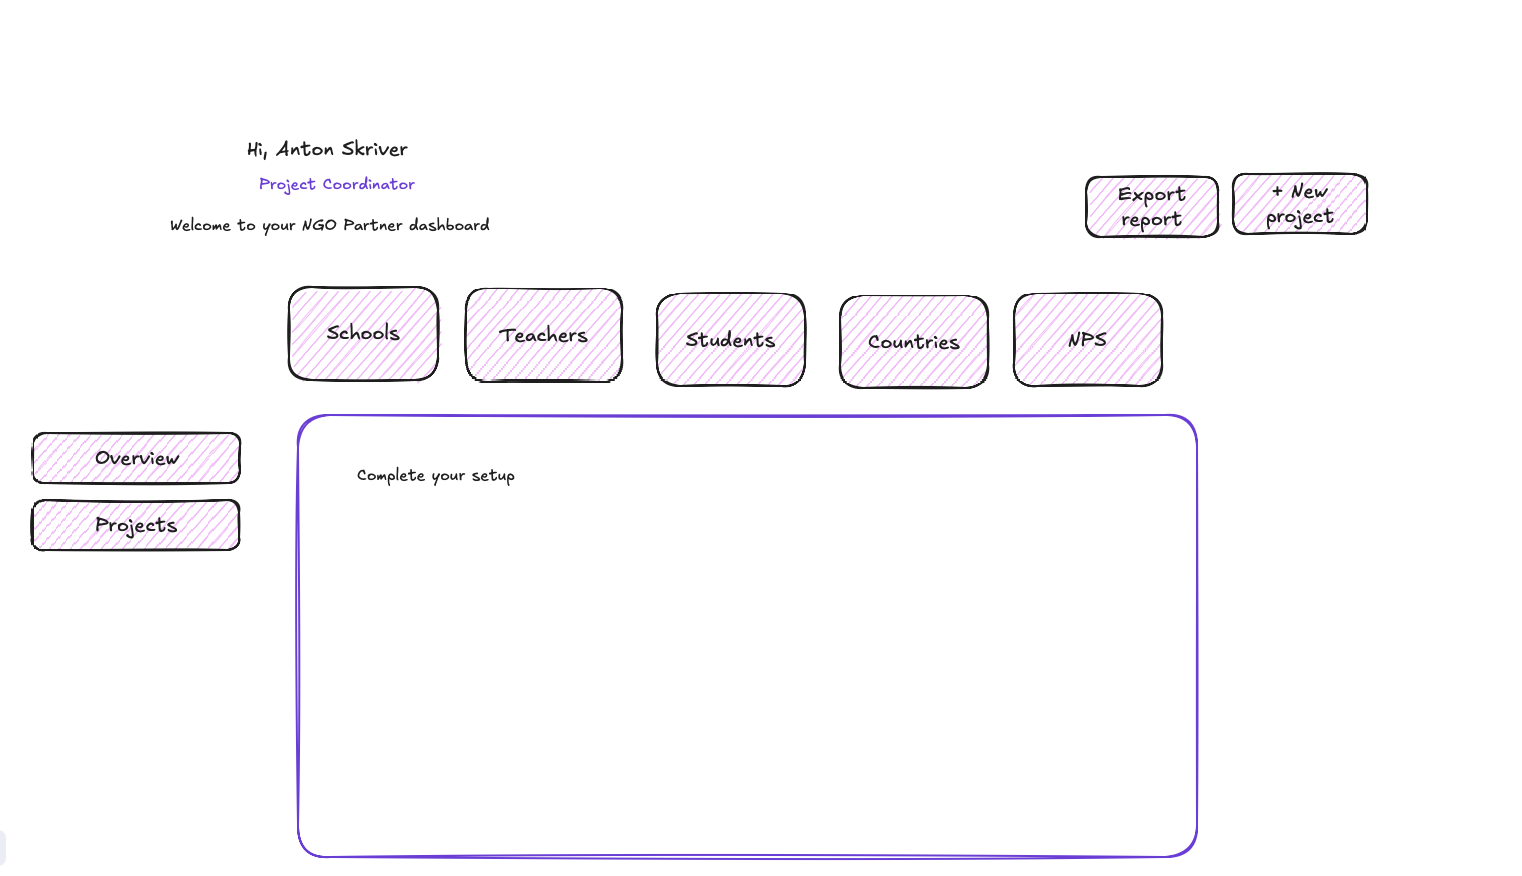 Hi, Anton Skriver
Project Coordinator
Welcome to your NGO Partner dashboard
Export
report
+ New
project
Schools
Teachers
Students
Countries
NPS
Overview
Projects
Complete your setup